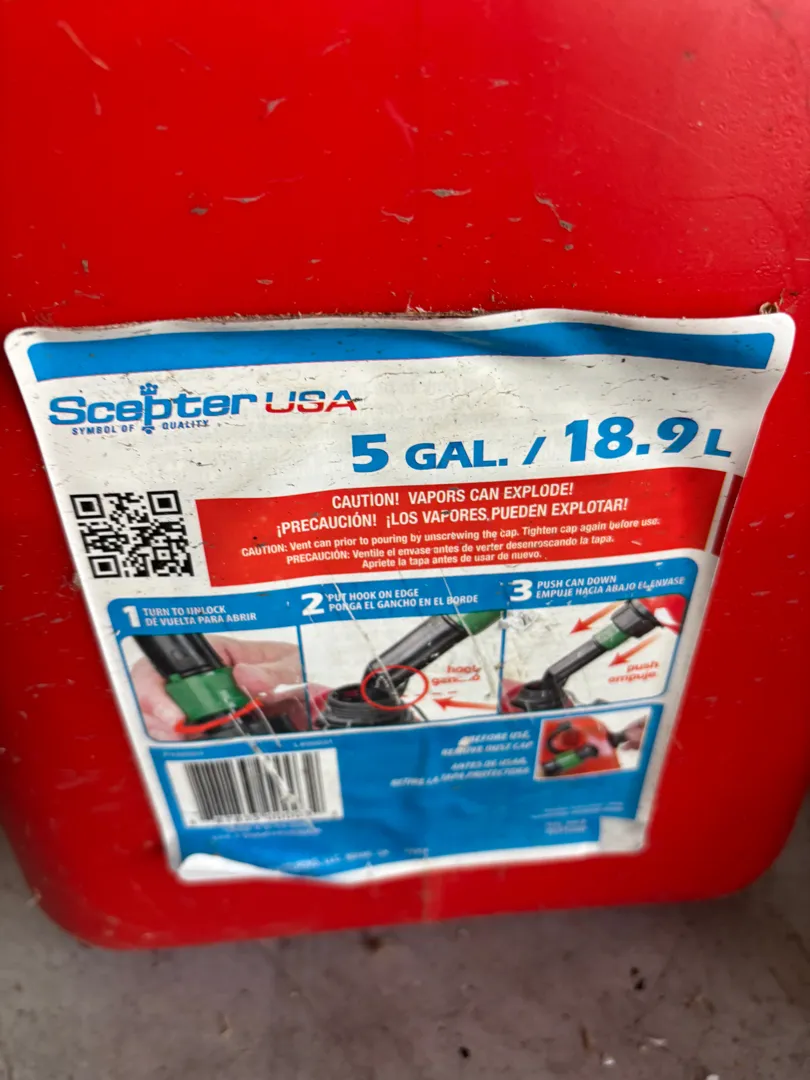 Scepter USA
SYMBOL OF QUALITY
5 GAL. / 18.9 L
CAUTION! VAPORS CAN EXPLODE!
¡PRECAUCIÓN! ¡LOS VAPORES PUEDEN EXPLOTAR!
CAUTION: Vent can prior to pouring by unscrewing the cap. Tighten cap again before use.
PRECAUCIÓN: Ventile el envase antes de verter desenroscando la tapa.
Apriete la tapa antes de usar de nuevo.
1 TURN TO UNLOCK
DE VUELTA PARA ABRIR
2 PUT HOOK ON EDGE
PONGA EL GANCHO EN EL BORDE
3 PUSH CAN DOWN
EMPUJE HACIA ABAJO EL ENVASE
hook
gancho
push
empuje
BEFORE USE,
REMOVE DUST CAP
ANTES DE USAR,
RETIRE LA TAPA PROTECTORA